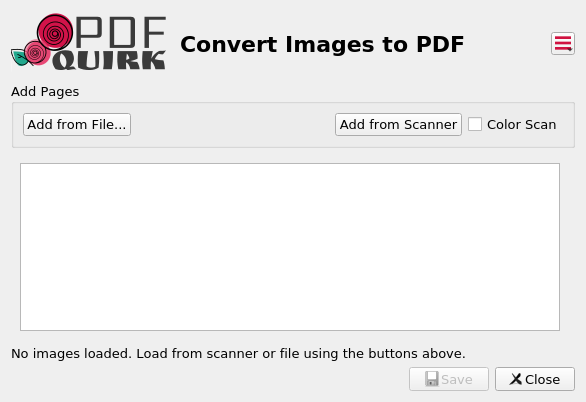 PDF
QUIRK
Convert Images to PDF
Add Pages
Add from File...
Add from Scanner
Color Scan
No images loaded. Load from scanner or file using the buttons above.
Save
Close